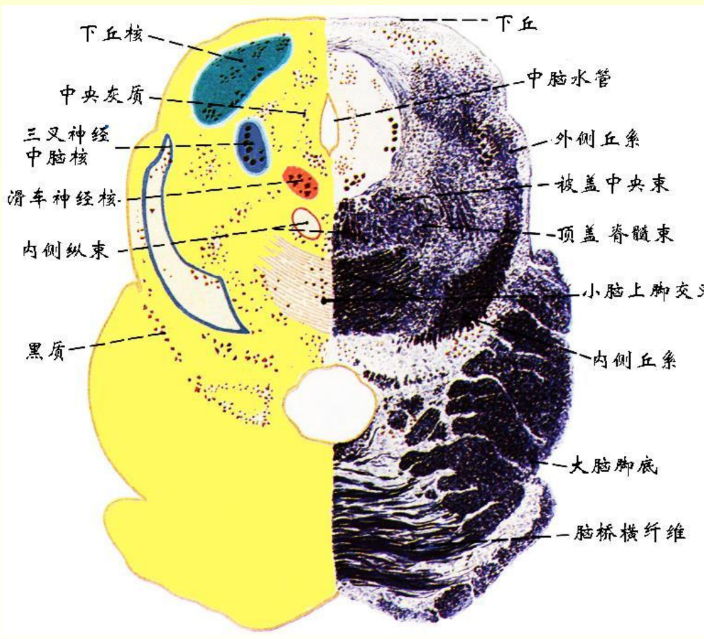 下丘核
中央灰质
三叉神经
中脑核
滑车神经核
内侧纵束
黑质
下丘
中脑水管
外侧丘系
被盖中央束
顶盖脊髓束
小脑上脚交叉
内侧丘系
大脑脚底
脑桥横纤维